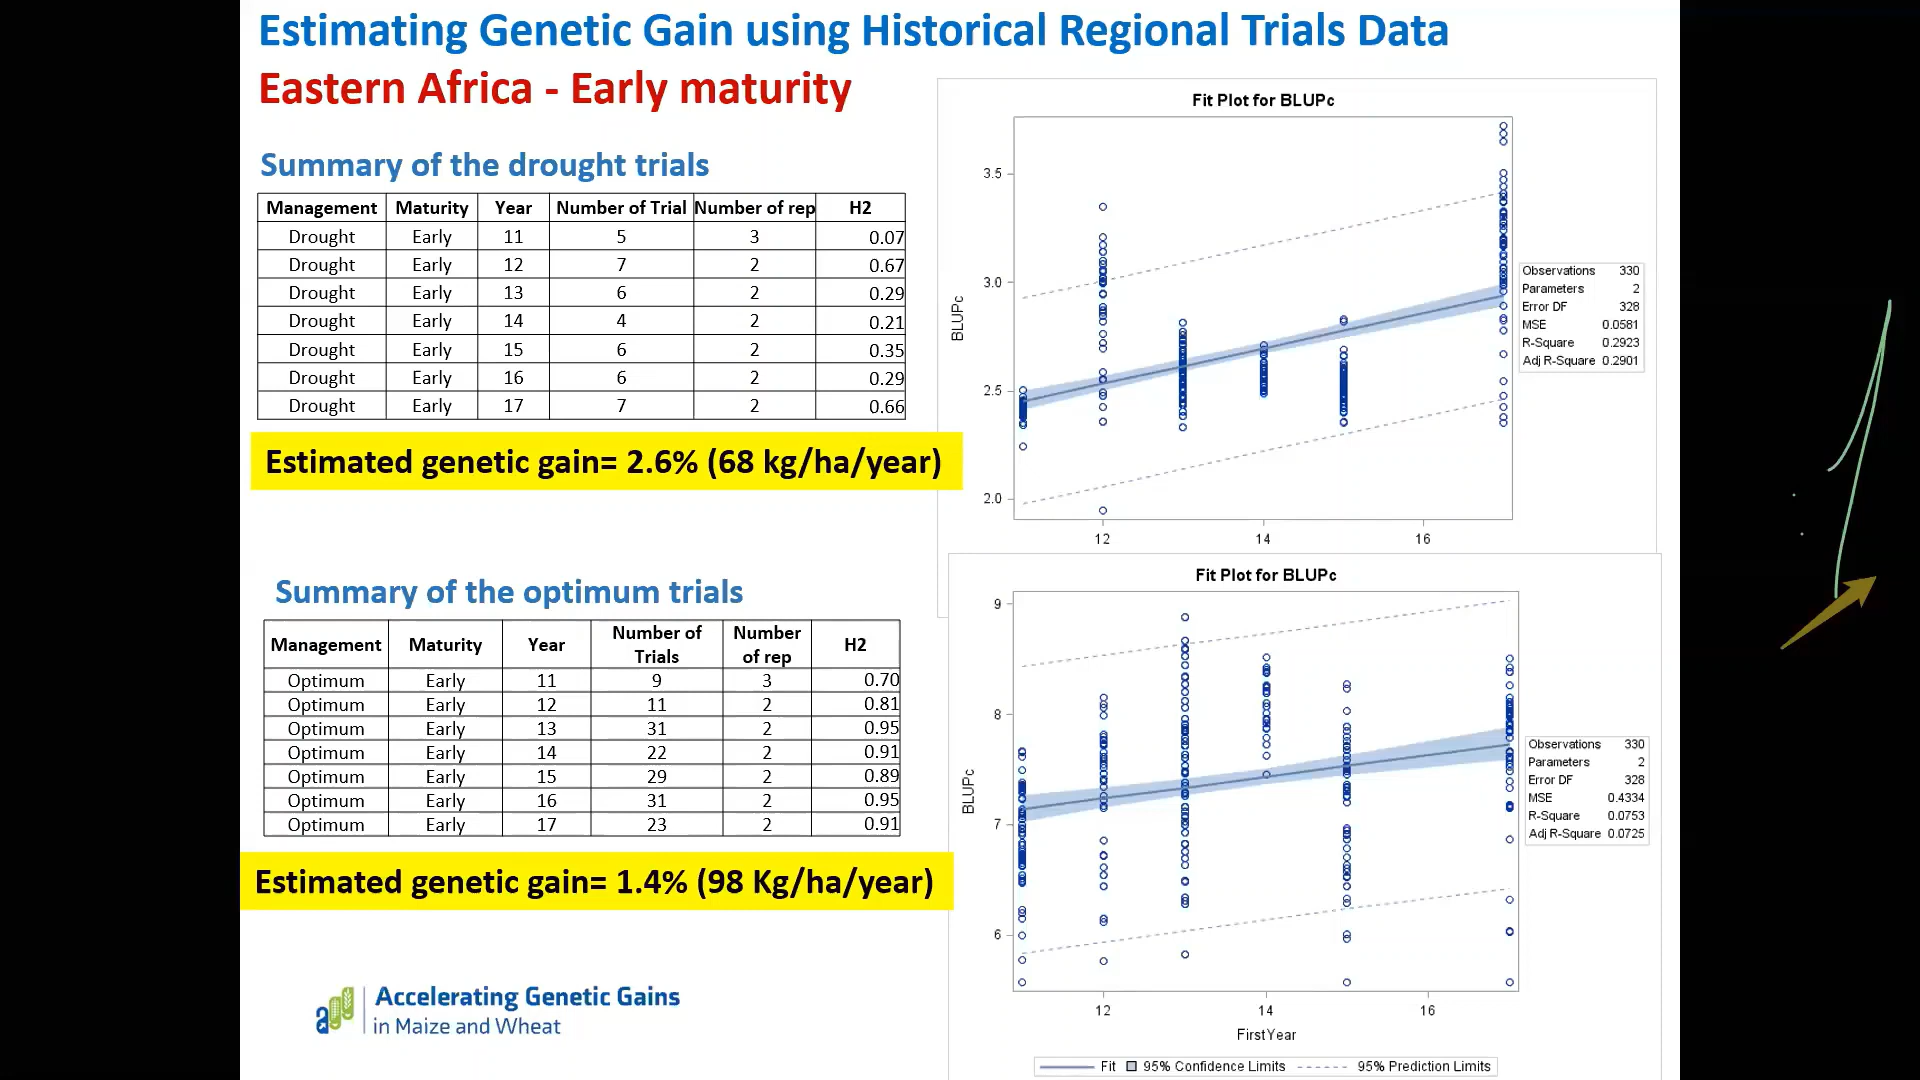 Estimating Genetic Gain using Historical Regional Trials Data
Eastern Africa - Early maturity
Summary of the drought trials
Management Maturity Year Number of Trial Number of rep H2
Drought Early 11 5 3 0.07
Drought Early 12 7 2 0.67
Drought Early 13 6 2 0.29
Drought Early 14 4 2 0.21
Drought Early 15 6 2 0.35
Drought Early 16 6 2 0.29
Drought Early 17 7 2 0.66
Estimated genetic gain= 2.6% (68 kg/ha/year)
Fit Plot for BLUPc
BLUPc
3.5
3.0
2.5
2.0
12 14 16
Observations 330
Parameters 2
Error DF 328
MSE 0.0581
R-Square 0.2923
Adj R-Square 0.2901
Summary of the optimum trials
Management Maturity Year Number of Trials Number of rep H2
Optimum Early 11 9 3 0.70
Optimum Early 12 11 2 0.81
Optimum Early 13 31 2 0.95
Optimum Early 14 22 2 0.91
Optimum Early 15 29 2 0.89
Optimum Early 16 31 2 0.95
Optimum Early 17 23 2 0.91
Estimated genetic gain= 1.4% (98 Kg/ha/year)
Fit Plot for BLUPc
BLUPc
9
8
7
6
12 14 16
FirstYear
Observations 330
Parameters 2
Error DF 328
MSE 0.4334
R-Square 0.0753
Adj R-Square 0.0725
Fit 95% Confidence Limits 95% Prediction Limits
Accelerating Genetic Gains
in Maize and Wheat